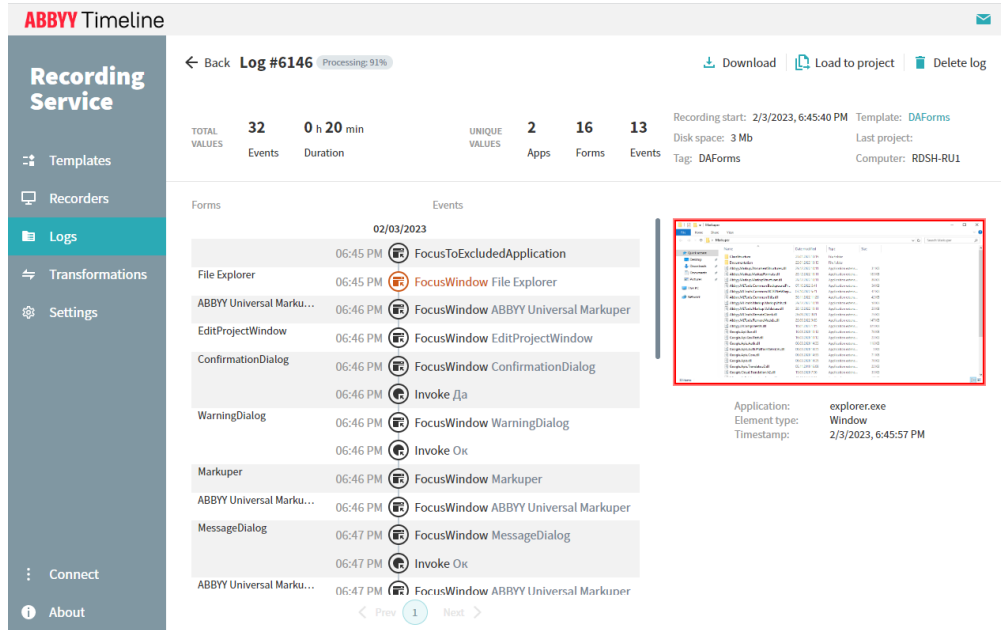 ABBYY Timeline
Recording Service
Templates
Recorders
Logs
Transformations
Settings
Connect
About
Back Log #6146 Processing: 91%
Download Load to project Delete log
TOTAL VALUES 32 Events 0 h 20 min Duration
UNIQUE VALUES 2 Apps 16 Forms 13 Events
Recording start: 2/3/2023, 6:45:40 PM Template: DAForms
Disk space: 3 Mb Last project:
Tag: DAForms Computer: RDSH-RU1
Forms Events
02/03/2023
06:45 PM FocusToExcludedApplication
File Explorer 06:45 PM FocusWindow File Explorer
ABBYY Universal Marku... 06:46 PM FocusWindow ABBYY Universal Markuper
EditProjectWindow 06:46 PM FocusWindow EditProjectWindow
ConfirmationDialog 06:46 PM FocusWindow ConfirmationDialog
06:46 PM Invoke Да
WarningDialog 06:46 PM FocusWindow WarningDialog
06:46 PM Invoke Ок
Markuper 06:46 PM FocusWindow Markuper
ABBYY Universal Marku... 06:46 PM FocusWindow ABBYY Universal Markuper
MessageDialog 06:47 PM FocusWindow MessageDialog
06:47 PM Invoke Ок
ABBYY Universal Marku... 06:47 PM FocusWindow ABBYY Universal Markuper
Prev 1 Next
Application: explorer.exe
Element type: Window
Timestamp: 2/3/2023, 6:45:57 PM